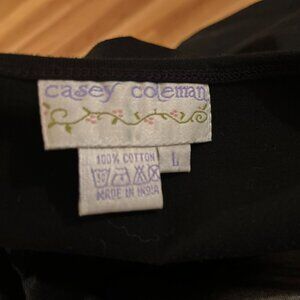 casey coleman
100% COTTON
L
MADE IN INDIA